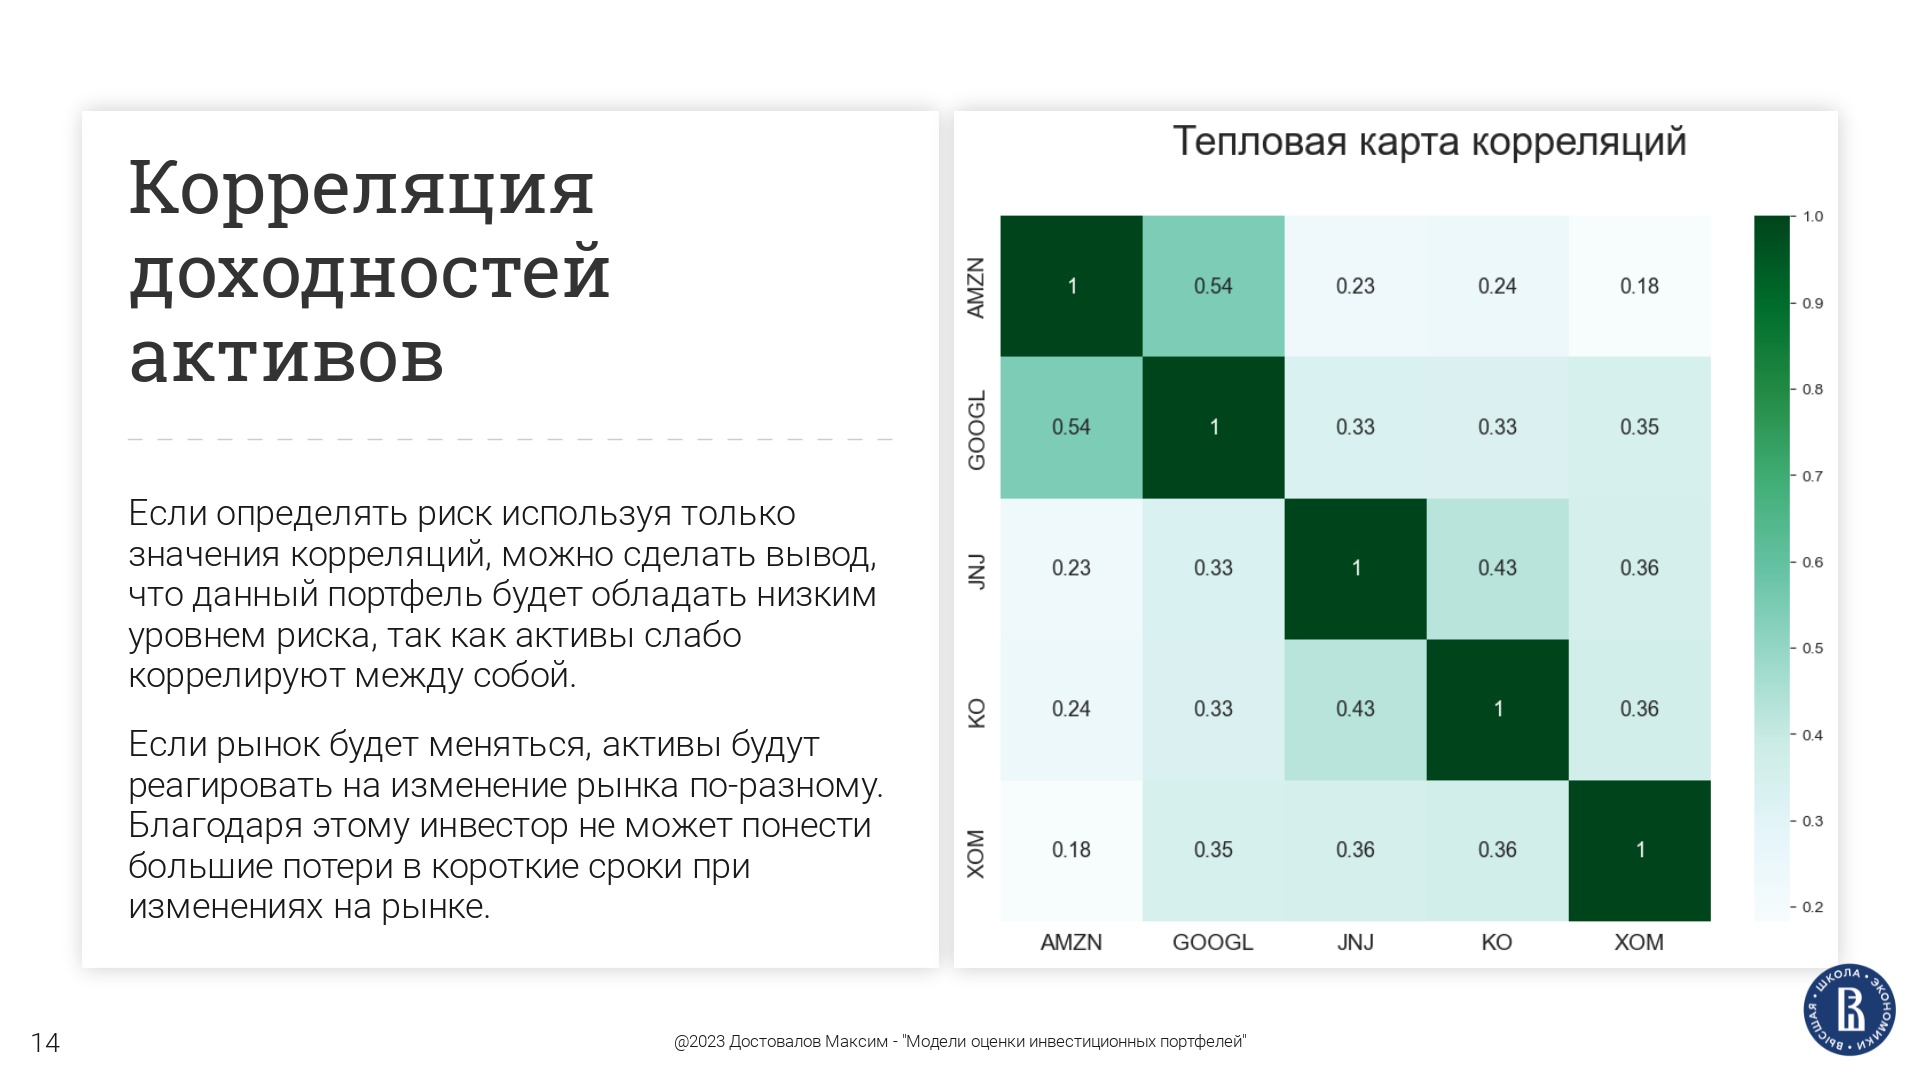 Корреляция
доходностей
активов
Если определять риск используя только
значения корреляций, можно сделать вывод,
что данный портфель будет обладать низким
уровнем риска, так как активы слабо
коррелируют между собой.
Если рынок будет меняться, активы будут
реагировать на изменение рынка по-разному.
Благодаря этому инвестор не может понести
большие потери в короткие сроки при
изменениях на рынке.
Тепловая карта корреляций
AMZN 1 0.54 0.23 0.24 0.18
GOOGL 0.54 1 0.33 0.33 0.35
JNJ 0.23 0.33 1 0.43 0.36
KO 0.24 0.33 0.43 1 0.36
XOM 0.18 0.35 0.36 0.36 1
AMZN GOOGL JNJ KO XOM
1.0
0.9
0.8
0.7
0.6
0.5
0.4
0.3
0.2
14
@2023 Достовалов Максим - "Модели оценки инвестиционных портфелей"
ВЫСШАЯ • ШКОЛА • ЭКОНОМИКИ •